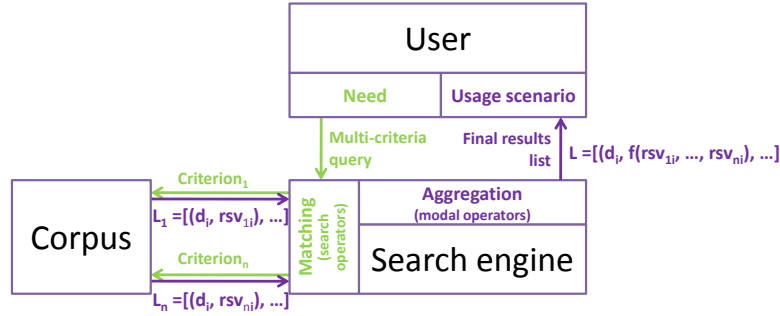 User
Need
Usage scenario
Multi-criteria
query
Final results
list
L =[(dᵢ, f(rsv₁ᵢ, ..., rsvₙᵢ), ...]
Criterion₁
L₁ =[(dᵢ, rsv₁ᵢ), ...]
Corpus
Criterionₙ
Lₙ =[(dᵢ, rsvₙᵢ), ...]
Matching
(search
operators)
Aggregation
(modal operators)
Search engine